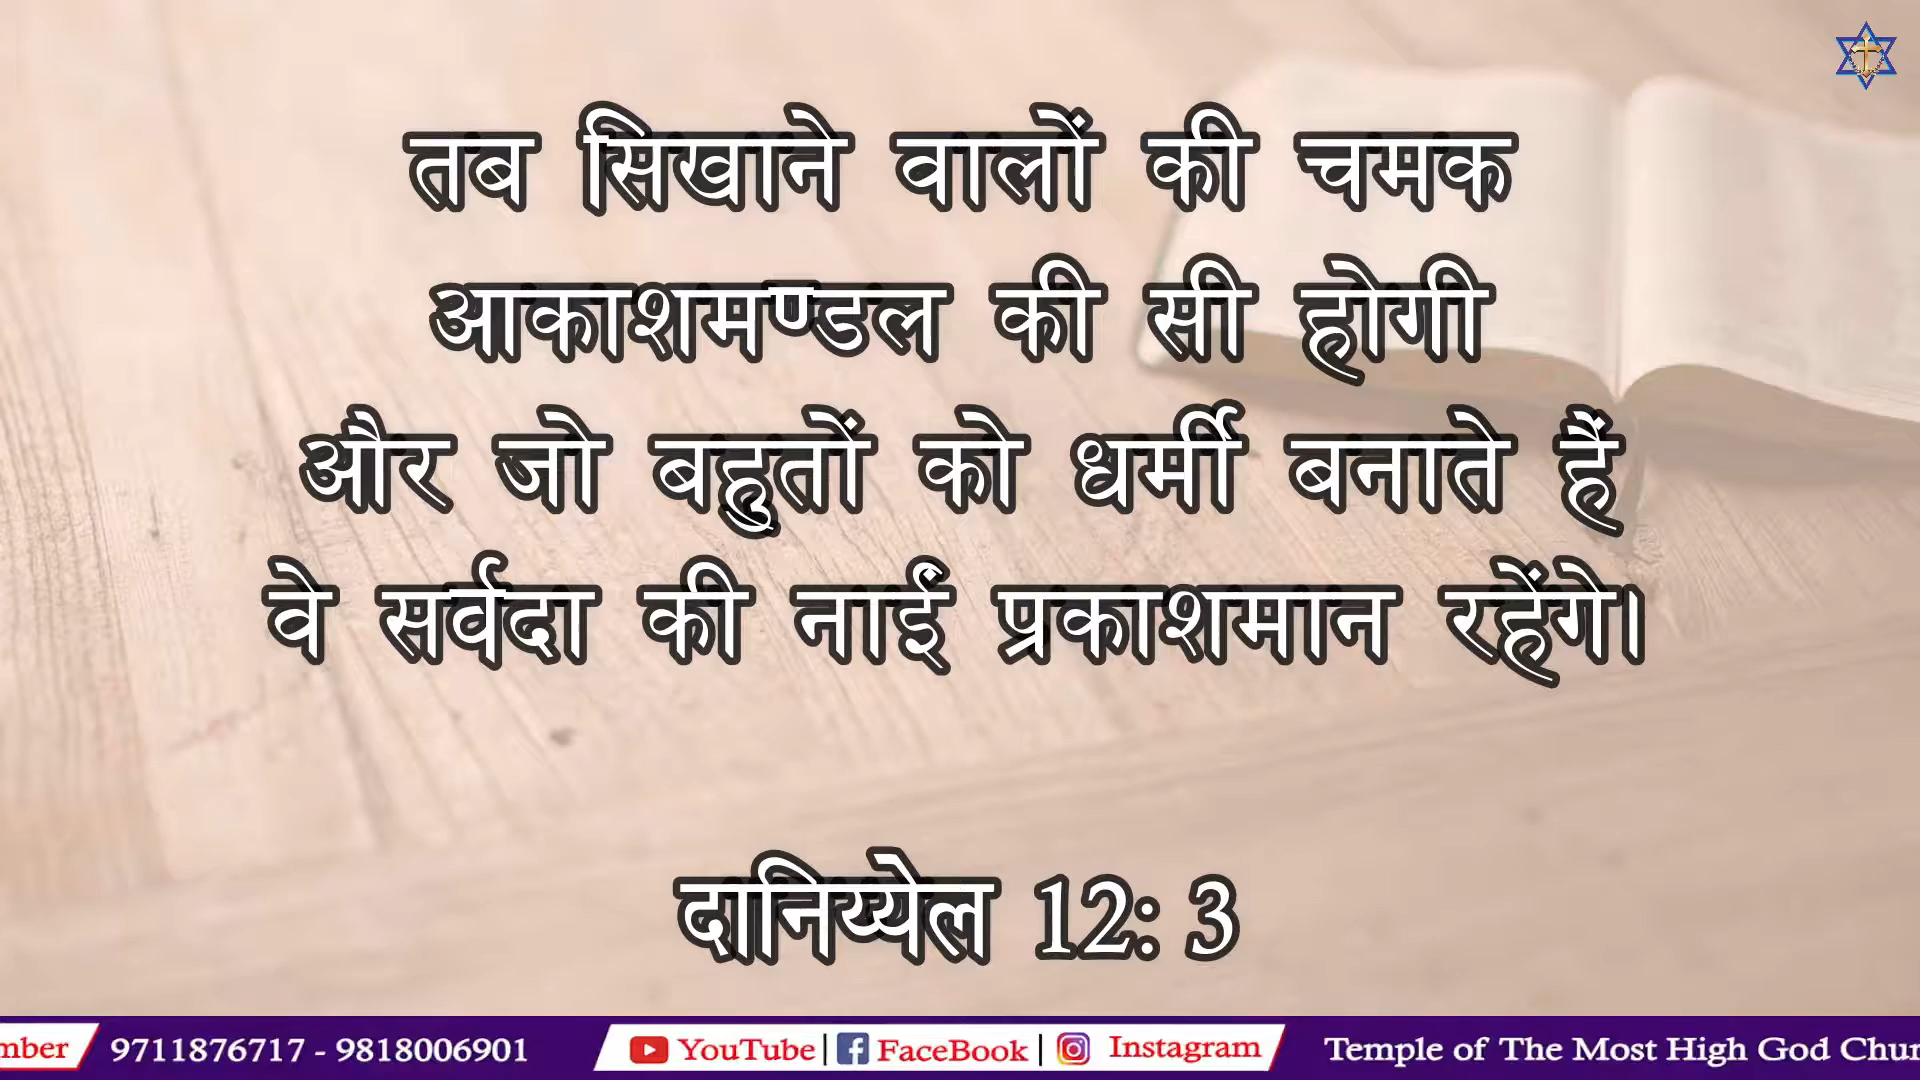 तब सिखाने वालों की चमक
आकाशमण्डल की सी होगी
और जो बहुतों को धर्मी बनाते हैं
वे सर्वदा की नाईं प्रकाशमान रहेंगे।
दानिय्येल 12: 3
9711876717 - 9818006901 YouTube | FaceBook | Instagram Temple of The Most High God